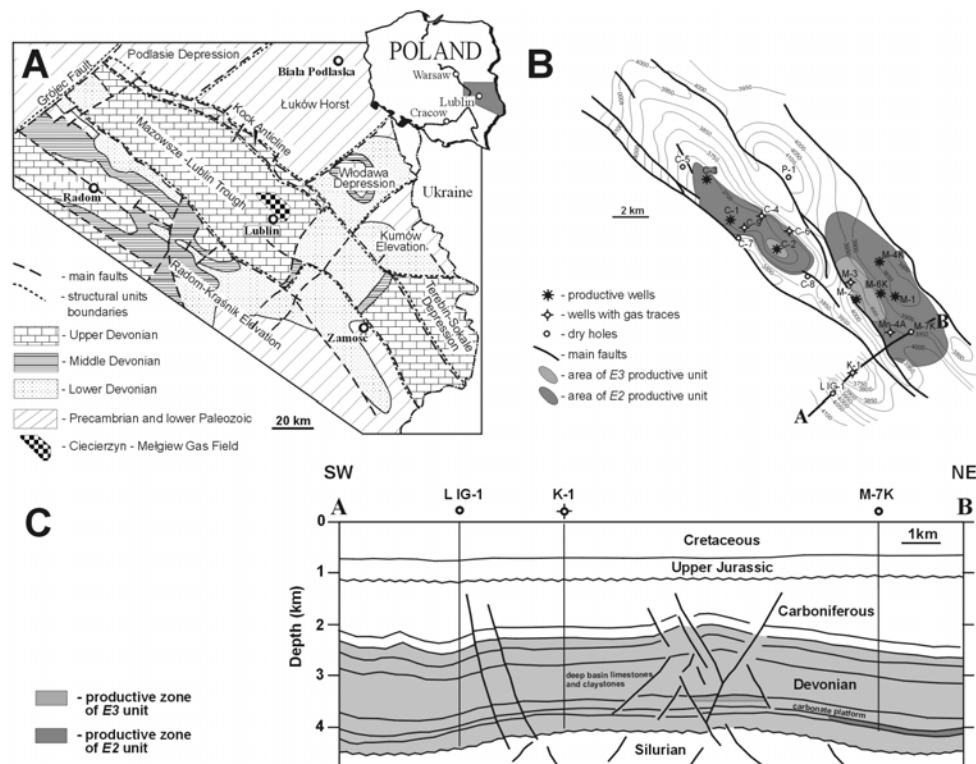 A
POLAND
Warsaw
Lublin
Cracow
Podlasie Depression
Biała Podlaska
Grójec Fault
Łuków Horst
Kock Anticline
Mazowsze -Lublin Trough
Włodawa
Depression
Ukraine
Radom
Lublin
Kumów
Elevation
Radom-Kraśnik Elevation
Terebin-Sokale
Depression
Zamość
- main faults
- structural units
boundaries
- Upper Devonian
- Middle Devonian
- Lower Devonian
- Precambrian and lower Paleozoic
- Ciecierzyn - Mełgiew Gas Field
20 km
B
2 km
C-5
C-3
P-1
C-1
C-4
C-6
C-7
C-2
C-8
M-4K
M-3
M-6K
M-1
Mn-4A
M-7K
B
K-1
L IG-1
A
- productive wells
- wells with gas traces
- dry holes
- main faults
- area of E3 productive unit
- area of E2 productive unit
C
SW
NE
A
L IG-1
K-1
M-7K
B
1km
Depth (km)
0
1
2
3
4
Cretaceous
Upper Jurassic
Carboniferous
deep basin limestones
and claystones
Devonian
carbonate platform
Silurian
- productive zone
of E3 unit
- productive zone
of E2 unit